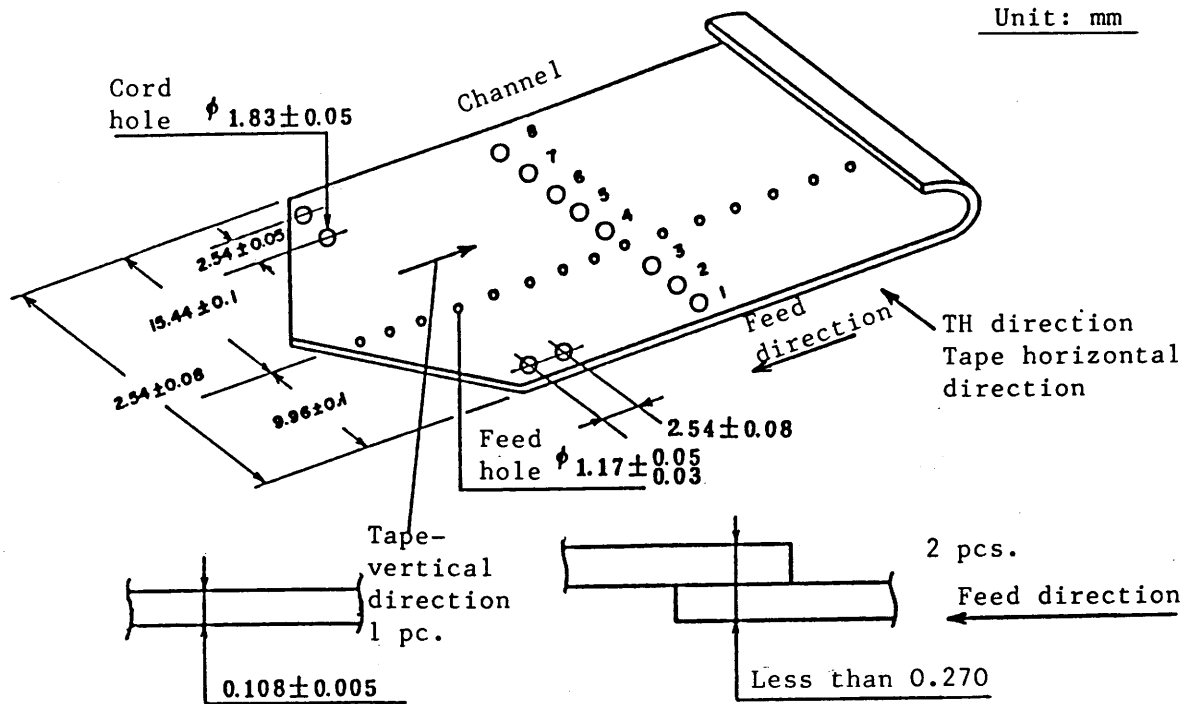 Unit: mm
Cord
hole φ 1.83±0.05
Channel
8
7
6
5
4
3
2
1
2.54±0.05
15.44±0.1
2.54±0.08
9.96±0.1
Feed
direction
TH direction
Tape horizontal
direction
2.54±0.08
Feed
hole φ 1.17± 0.05
0.03
Tape-
vertical
direction
1 pc.
0.108±0.005
2 pcs.
Feed direction
Less than 0.270